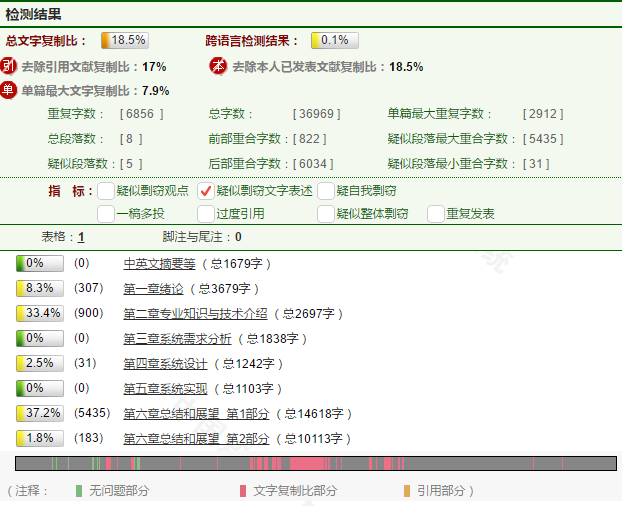 检测结果
总文字复制比： 18.5% 跨语言检测结果： 0.1%
引 去除引用文献复制比：17% 本 去除本人已发表文献复制比：18.5%
单 单篇最大文字复制比：7.9%
重复字数： [ 6856 ] 总字数： [ 36969 ] 单篇最大重复字数： [ 2912 ]
总段落数： [ 8 ] 前部重合字数： [ 822 ] 疑似段落最大重合字数： [ 5435 ]
疑似段落数： [ 5 ] 后部重合字数： [ 6034 ] 疑似段落最小重合字数： [ 31 ]
指 标： 疑似剽窃观点 疑似剽窃文字表述 疑自我剽窃
一稿多投 过度引用 疑似整体剽窃 重复发表
表格：1 脚注与尾注：0
0% (0) 中英文摘要等（总1679字）
8.3% (307) 第一章绪论（总3679字）
33.4% (900) 第二章专业知识与技术介绍（总2697字）
0% (0) 第三章系统需求分析（总1838字）
2.5% (31) 第四章系统设计（总1242字）
0% (0) 第五章系统实现（总1103字）
37.2% (5435) 第六章总结和展望_第1部分（总14618字）
1.8% (183) 第六章总结和展望_第2部分（总10113字）
（注释： 无问题部分 文字复制比部分 引用部分）